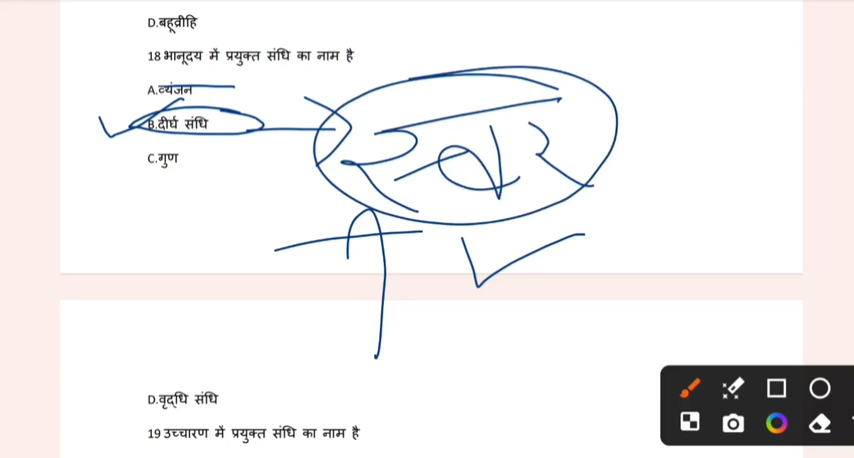 D.बहूव्रीहि
18 भानूदय में प्रयुक्त संधि का नाम है
A.व्यंजन
B.दीर्घ संधि
स्वर
C.गुण
D.वृद्धि संधि
19 उच्चारण में प्रयुक्त संधि का नाम है